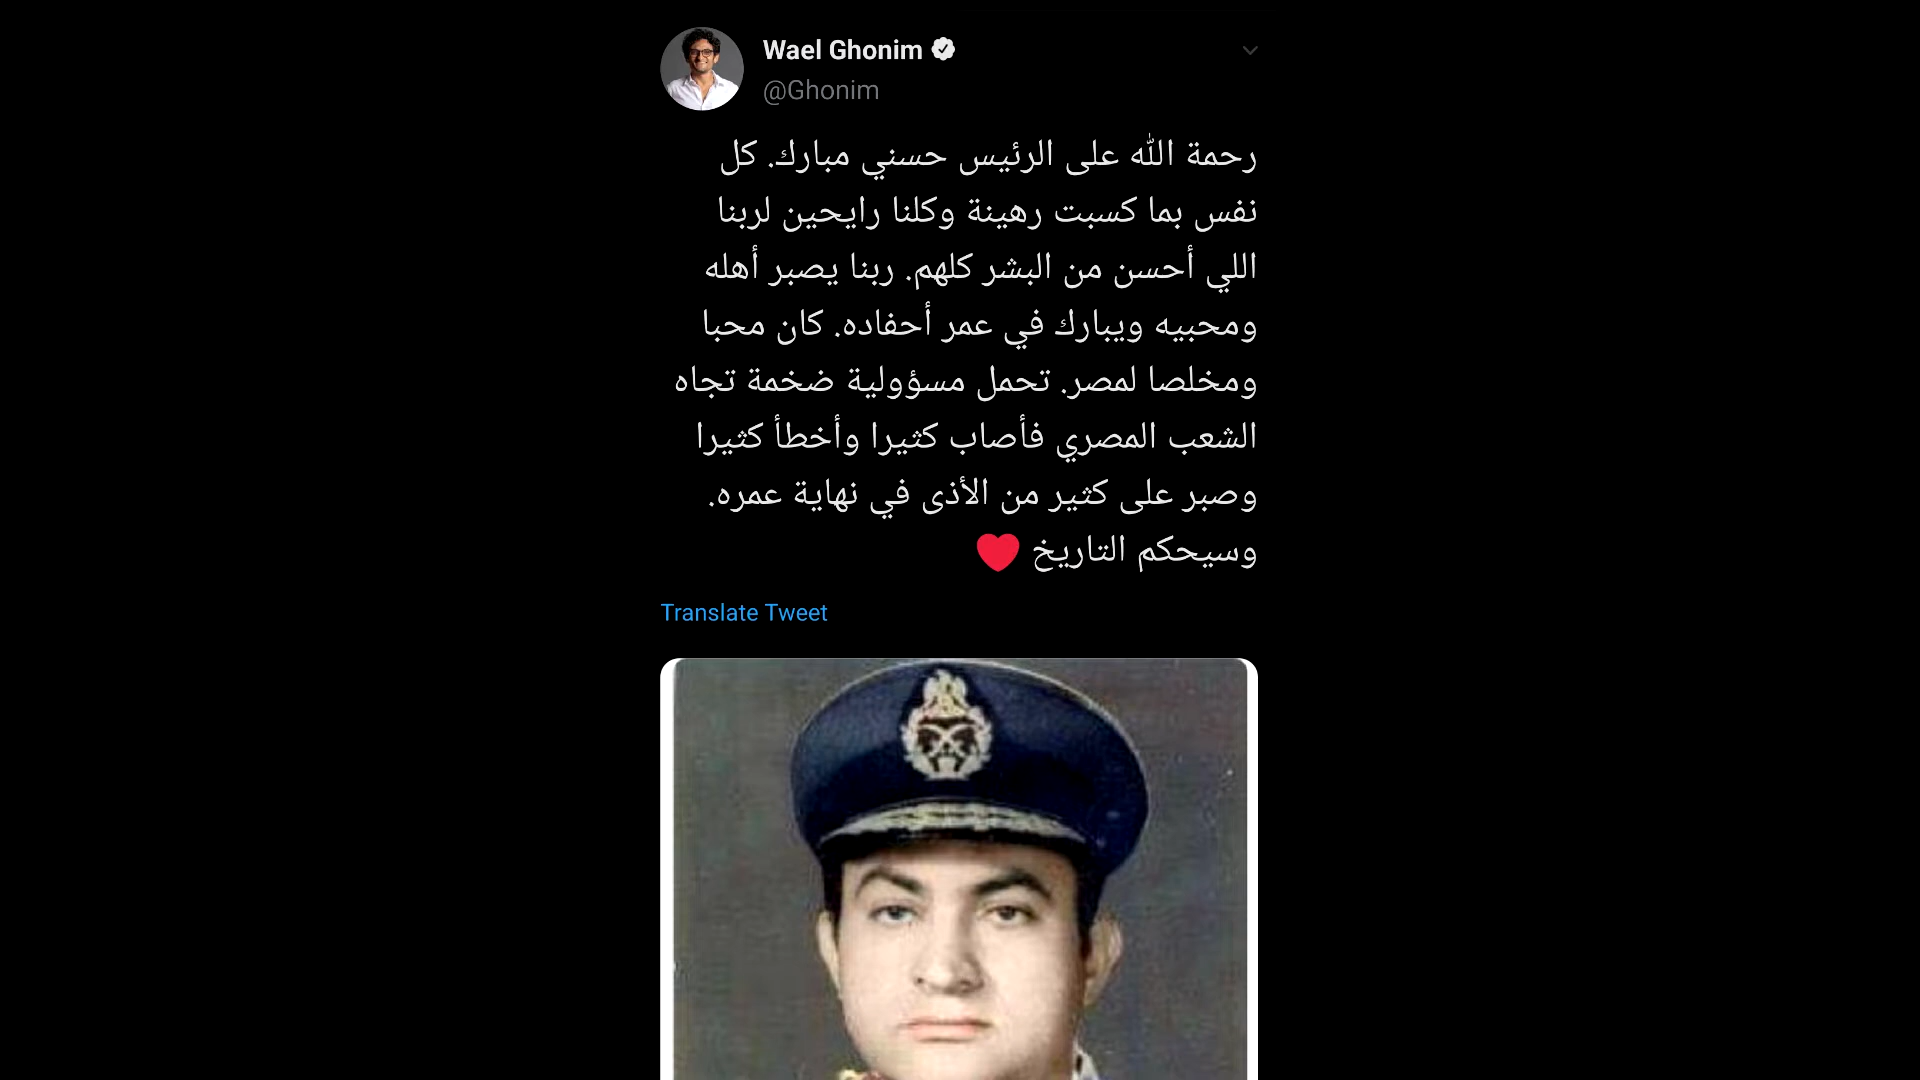 Wael Ghonim
@Ghonim
رحمة الله على الرئيس حسني مبارك. كل
نفس بما كسبت رهينة وكلنا رايحين لربنا
اللي أحسن من البشر كلهم. ربنا يصبر أهله
ومحبيه ويبارك في عمر أحفاده. كان محبا
ومخلصا لمصر. تحمل مسؤولية ضخمة تجاه
الشعب المصري فأصاب كثيرا وأخطأ كثيرا
وصبر على كثير من الأذى في نهاية عمره.
وسيحكم التاريخ ❤
Translate Tweet